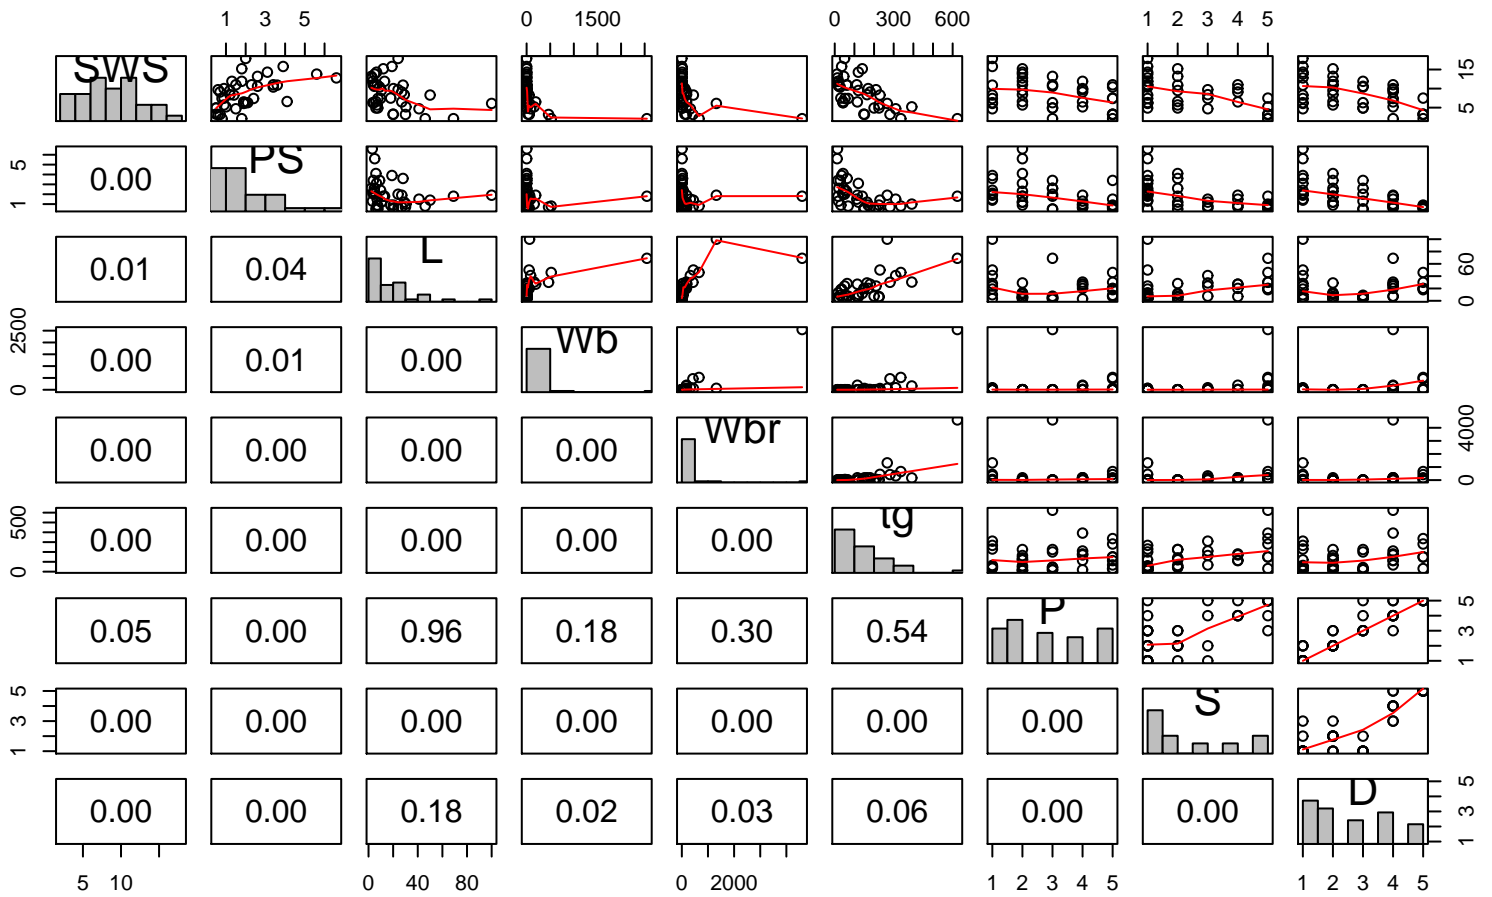 1 3 5 0 1500 0 300 600 1 2 3 4 5
SWS 5 15
1 5 0.00 PS
0.01 0.04 L 0 60
0 2500 0.00 0.01 0.00 Wb
0.00 0.00 0.00 0.00 Wbr 0 4000
0 500 0.00 0.00 0.00 0.00 0.00 tg
0.05 0.00 0.96 0.18 0.30 0.54 P 1 3 5
1 3 5 0.00 0.00 0.00 0.00 0.00 0.00 0.00 S
0.00 0.00 0.18 0.02 0.03 0.06 0.00 0.00 D 1 3 5
5 10 0 40 80 0 2000 1 2 3 4 5 1 2 3 4 5